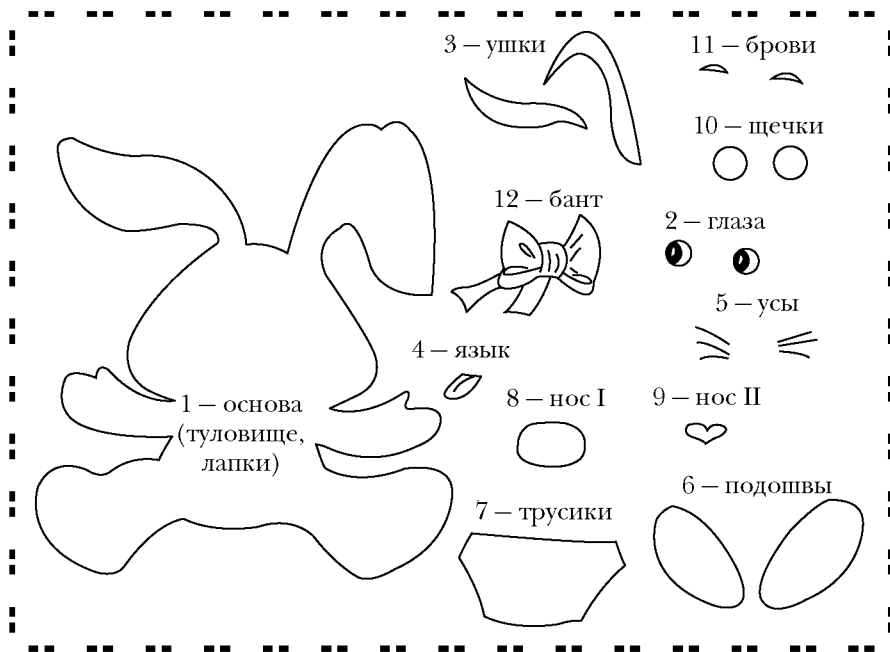 3 – ушки
11 – брови
10 – щечки
12 – бант
2 – глаза
5 – усы
4 – язык
1 – основа
(туловище,
лапки)
8 – нос I
9 – нос II
6 – подошвы
7 – трусики